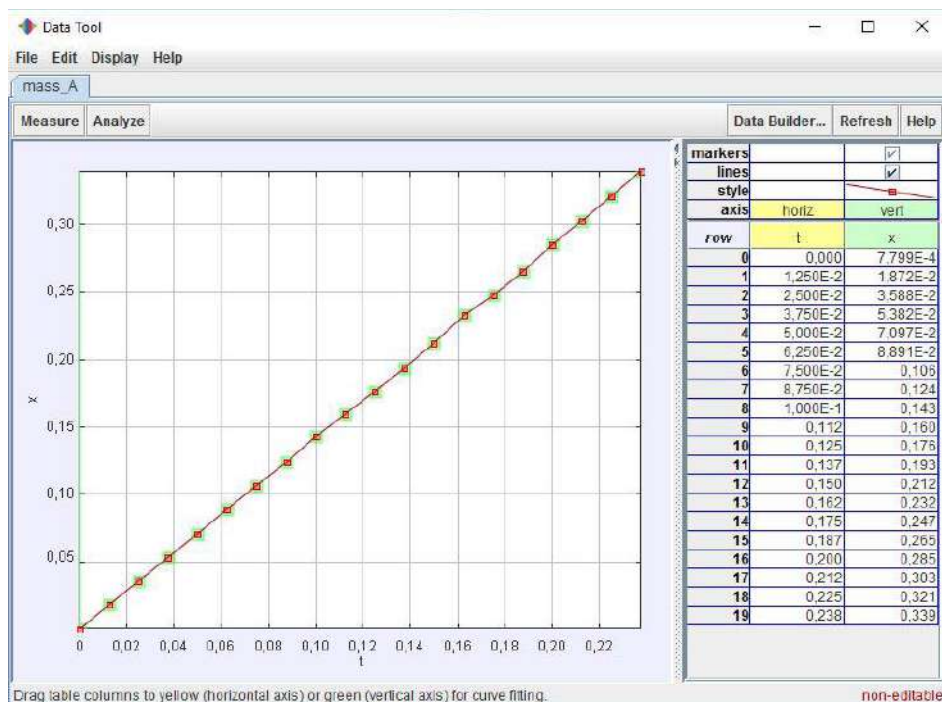 Data Tool
File Edit Display Help
mass_A
Measure Analyze Data Builder... Refresh Help
markers
lines
style
axis horiz vert
row t x
0 0,000 7,799E-4
1 1,250E-2 1,872E-2
2 2,500E-2 3,588E-2
3 3,750E-2 5,382E-2
4 5,000E-2 7,097E-2
5 6,250E-2 8,891E-2
6 7,500E-2 0,106
7 8,750E-2 0,124
8 1,000E-1 0,143
9 0,112 0,160
10 0,125 0,176
11 0,137 0,193
12 0,150 0,212
13 0,162 0,232
14 0,175 0,247
15 0,187 0,265
16 0,200 0,285
17 0,212 0,303
18 0,225 0,321
19 0,238 0,339
0,30
0,25
0,20
x
0,15
0,10
0,05
0 0,02 0,04 0,06 0,08 0,10 0,12 0,14 0,16 0,18 0,20 0,22
t
Drag table columns to yellow (horizontal axis) or green (vertical axis) for curve fitting. non-editable